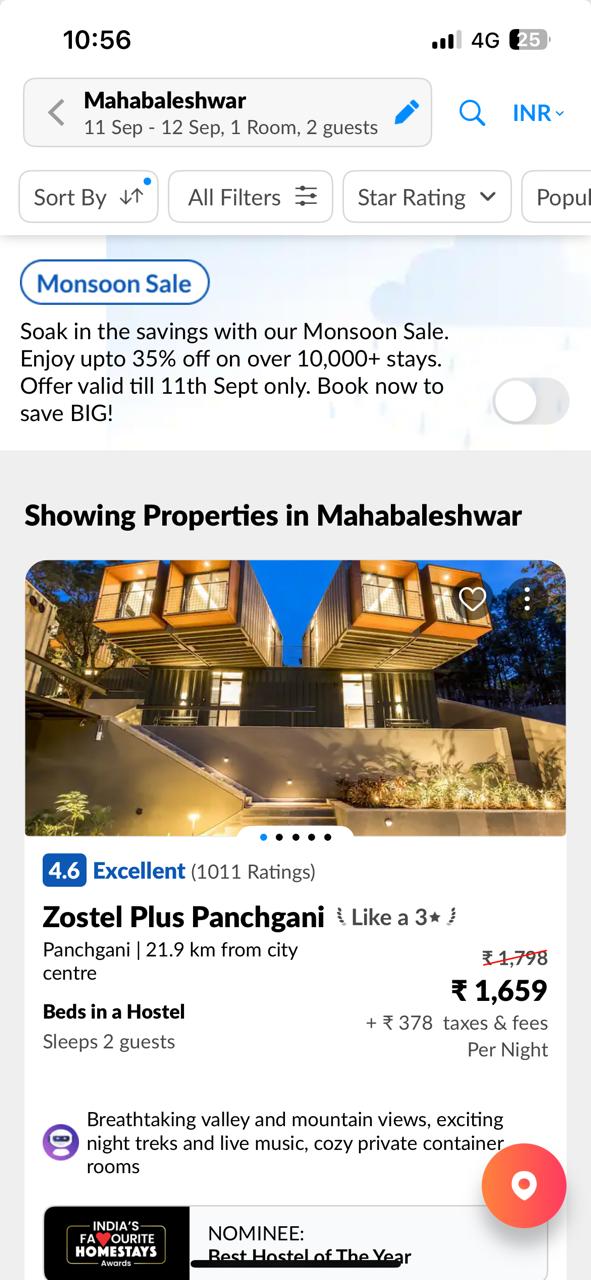 10:56
4G 25
Mahabaleshwar
11 Sep - 12 Sep, 1 Room, 2 guests
INR
Sort By
All Filters
Star Rating
Popul
Monsoon Sale
Soak in the savings with our Monsoon Sale.
Enjoy upto 35% off on over 10,000+ stays.
Offer valid till 11th Sept only. Book now to
save BIG!
Showing Properties in Mahabaleshwar
4.6 Excellent (1011 Ratings)
Zostel Plus Panchgani Like a 3★
Panchgani | 21.9 km from city
centre
₹ 1,798
₹ 1,659
+ ₹ 378 taxes & fees
Per Night
Beds in a Hostel
Sleeps 2 guests
Breathtaking valley and mountain views, exciting
night treks and live music, cozy private container
rooms
INDIA'S
FAVOURITE
HOMESTAYS
Awards
NOMINEE:
Best Hostel of The Year